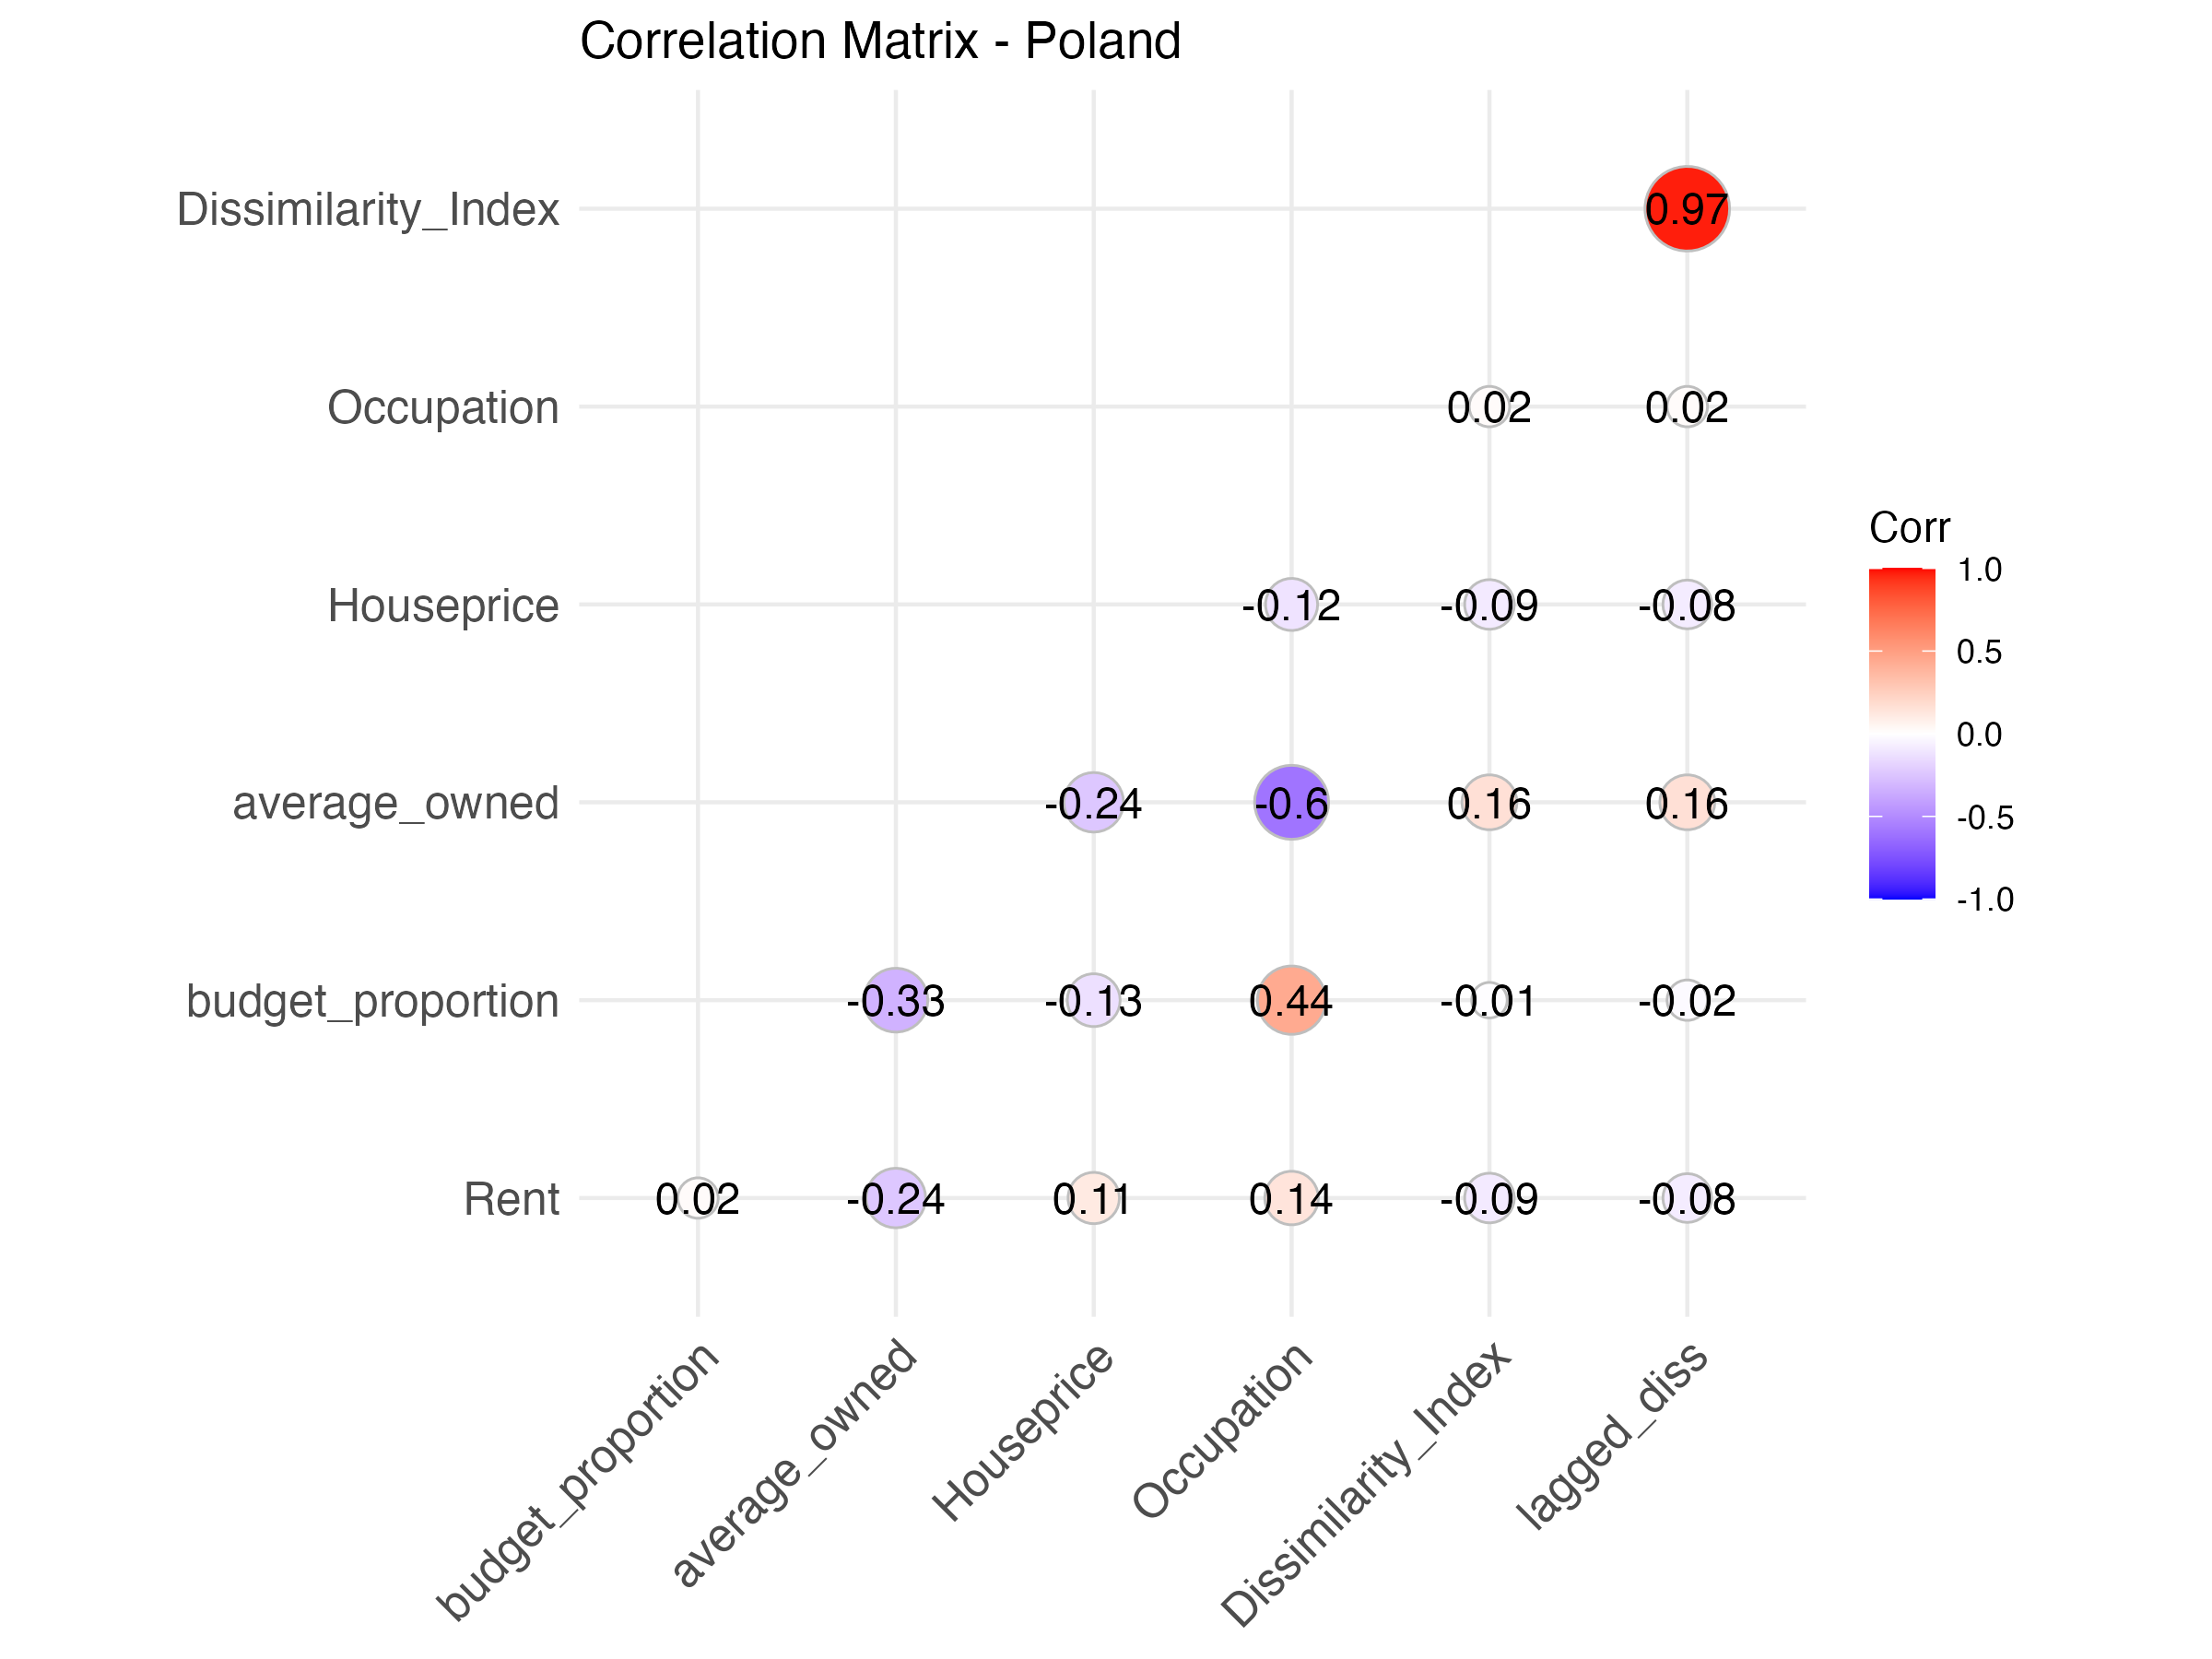 Correlation Matrix - Poland
Dissimilarity_Index
0.97
Occupation
0.02
0.02
Houseprice
-0.12
-0.09
-0.08
average_owned
-0.24
-0.6
0.16
0.16
budget_proportion
-0.33
-0.13
0.44
-0.01
-0.02
Rent
0.02
-0.24
0.11
0.14
-0.09
-0.08
budget_proportion
average_owned
Houseprice
Occupation
Dissimilarity_Index
lagged_diss
Corr
1.0
0.5
0.0
-0.5
-1.0